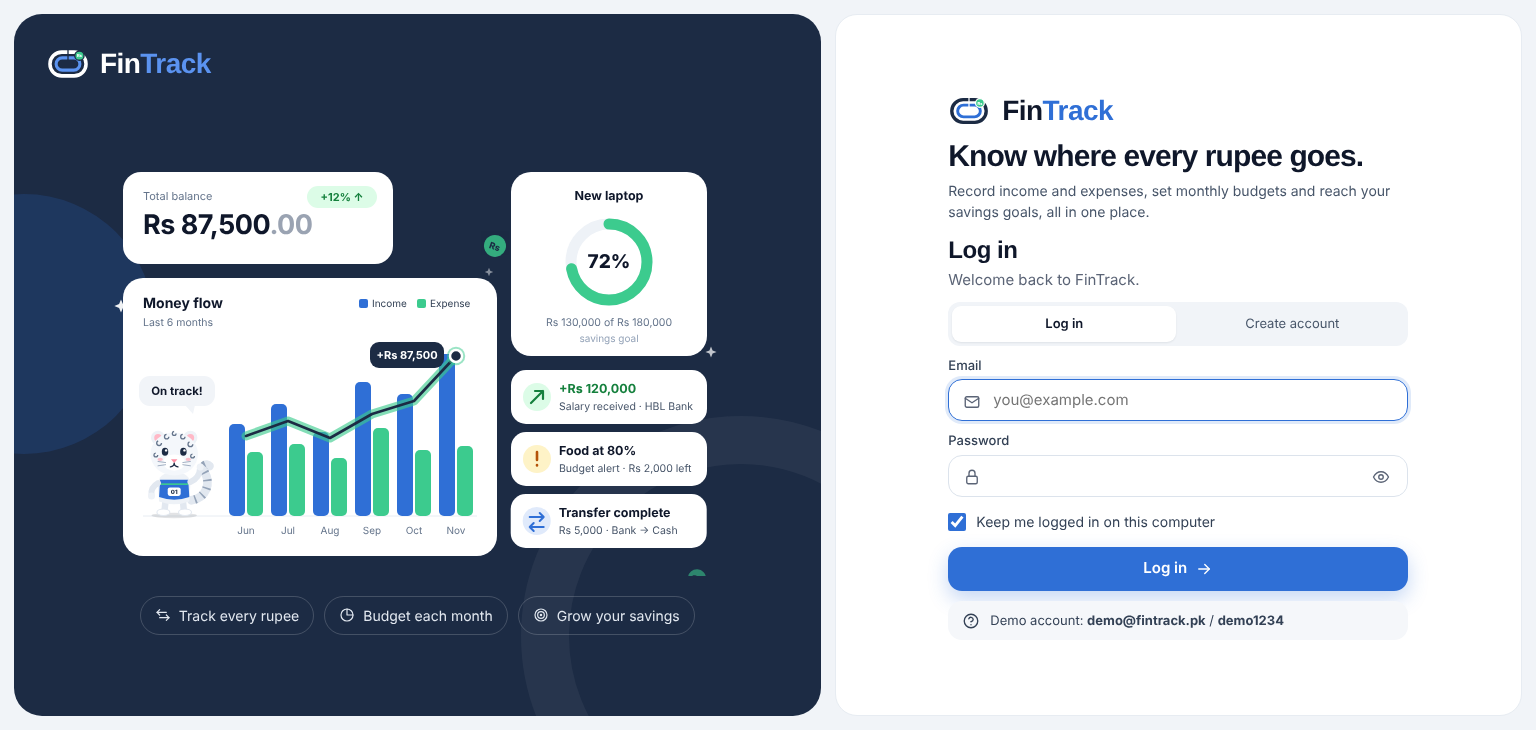 FinTrack
Total balance
+12% ↑
Rs 87,500.00
Money flow
Last 6 months
Income
Expense
+Rs 87,500
On track!
01
Jun Jul Aug Sep Oct Nov
Rs
New laptop
72%
Rs 130,000 of Rs 180,000
savings goal
+Rs 120,000
Salary received · HBL Bank
Food at 80%
Budget alert · Rs 2,000 left
Transfer complete
Rs 5,000 · Bank → Cash
Track every rupee
Budget each month
Grow your savings
FinTrack
Know where every rupee goes.
Record income and expenses, set monthly budgets and reach your
savings goals, all in one place.
Log in
Welcome back to FinTrack.
Log in
Create account
Email
you@example.com
Password
Keep me logged in on this computer
Log in →
Demo account: demo@fintrack.pk / demo1234